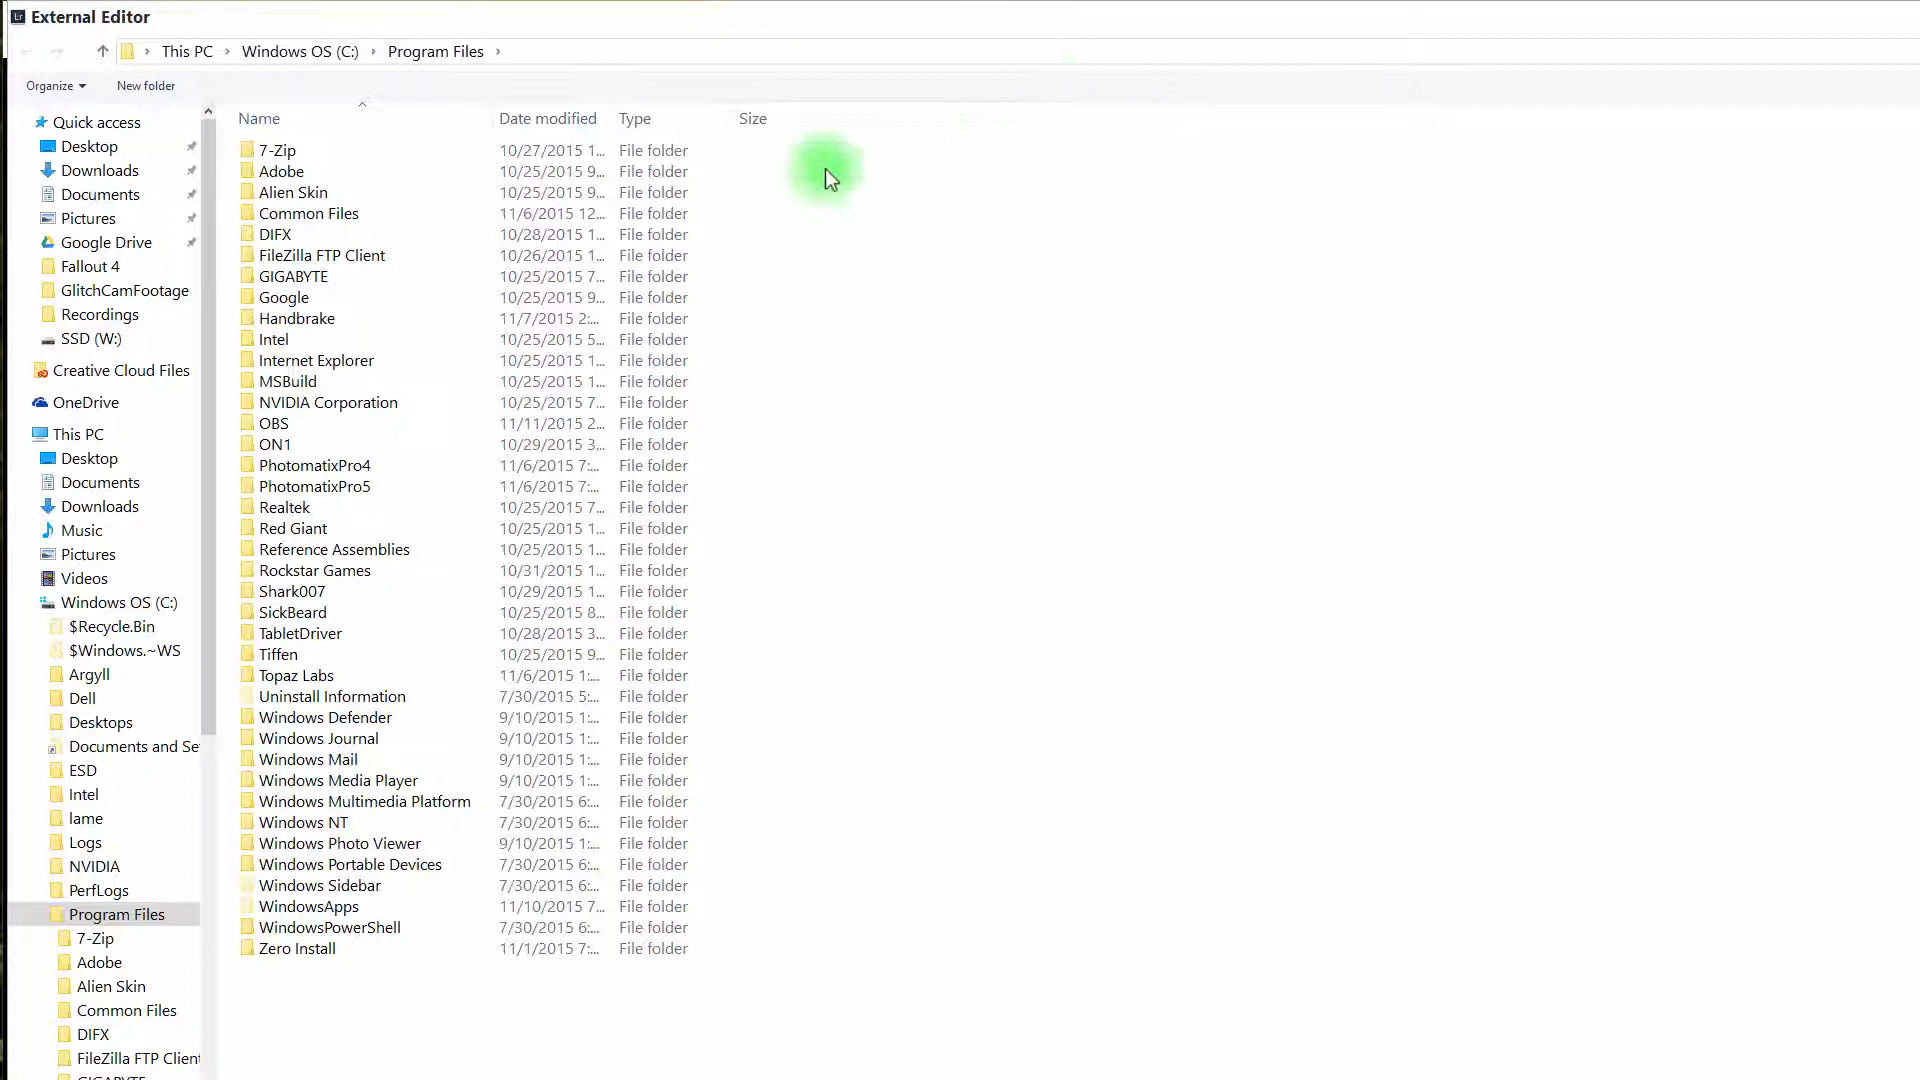 Lr External Editor
This PC > Windows OS (C:) > Program Files >
Organize New folder
Name Date modified Type Size
Quick access
Desktop
Downloads
Documents
Pictures
Google Drive
Fallout 4
GlitchCamFootage
Recordings
SSD (W:)
Creative Cloud Files
OneDrive
This PC
Desktop
Documents
Downloads
Music
Pictures
Videos
Windows OS (C:)
$Recycle.Bin
$Windows.~WS
Argyll
Dell
Desktops
Documents and Se
ESD
Intel
lame
Logs
NVIDIA
PerfLogs
Program Files
7-Zip
Adobe
Alien Skin
Common Files
DIFX
FileZilla FTP Client
GIGABYTE
7-Zip 10/27/2015 1... File folder
Adobe 10/25/2015 9... File folder
Alien Skin 10/25/2015 9... File folder
Common Files 11/6/2015 12... File folder
DIFX 10/28/2015 1... File folder
FileZilla FTP Client 10/26/2015 1... File folder
GIGABYTE 10/25/2015 7... File folder
Google 10/25/2015 9... File folder
Handbrake 11/7/2015 2:... File folder
Intel 10/25/2015 5... File folder
Internet Explorer 10/25/2015 1... File folder
MSBuild 10/25/2015 1... File folder
NVIDIA Corporation 10/25/2015 7... File folder
OBS 11/11/2015 2... File folder
ON1 10/29/2015 3... File folder
PhotomatixPro4 11/6/2015 7:... File folder
PhotomatixPro5 11/6/2015 7:... File folder
Realtek 10/25/2015 7... File folder
Red Giant 10/25/2015 1... File folder
Reference Assemblies 10/25/2015 1... File folder
Rockstar Games 10/31/2015 1... File folder
Shark007 10/29/2015 1... File folder
SickBeard 10/25/2015 8... File folder
TabletDriver 10/28/2015 3... File folder
Tiffen 10/25/2015 9... File folder
Topaz Labs 11/6/2015 1:... File folder
Uninstall Information 7/30/2015 5:... File folder
Windows Defender 9/10/2015 1:... File folder
Windows Journal 9/10/2015 1:... File folder
Windows Mail 9/10/2015 1:... File folder
Windows Media Player 9/10/2015 1:... File folder
Windows Multimedia Platform 7/30/2015 6:... File folder
Windows NT 7/30/2015 6:... File folder
Windows Photo Viewer 9/10/2015 1:... File folder
Windows Portable Devices 7/30/2015 6:... File folder
Windows Sidebar 7/30/2015 6:... File folder
WindowsApps 11/10/2015 7... File folder
WindowsPowerShell 7/30/2015 6:... File folder
Zero Install 11/1/2015 7:... File folder